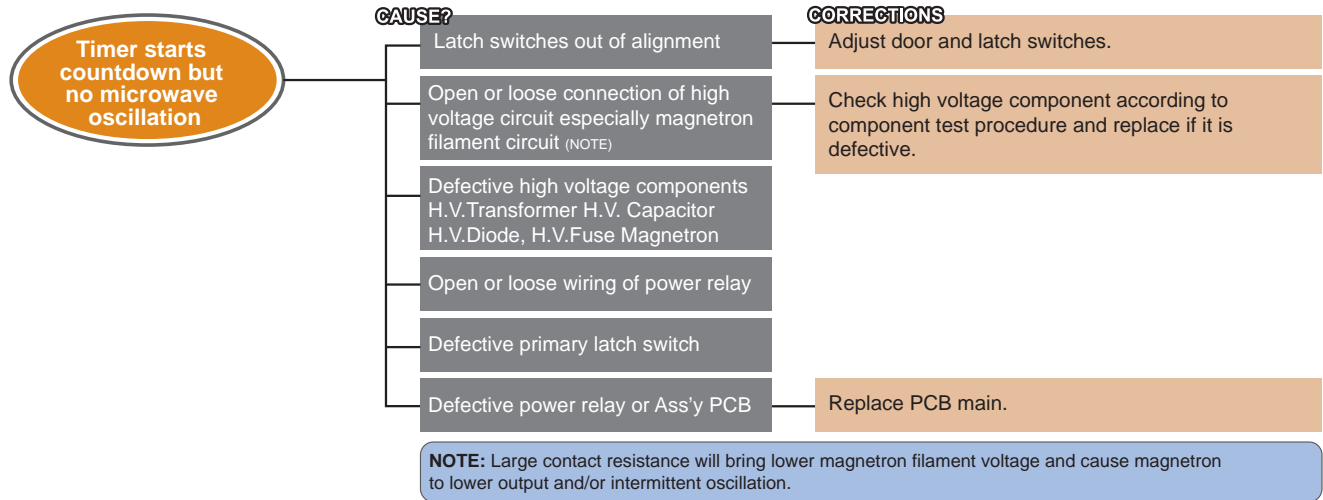 CAUSE?
CORRECTIONS
Timer starts
countdown but
no microwave
oscillation
Latch switches out of alignment
Adjust door and latch switches.
Open or loose connection of high
voltage circuit especially magnetron
filament circuit (NOTE)
Check high voltage component according to
component test procedure and replace if it is
defective.
Defective high voltage components
H.V.Transformer H.V. Capacitor
H.V.Diode, H.V.Fuse Magnetron
Open or loose wiring of power relay
Defective primary latch switch
Defective power relay or Ass'y PCB
Replace PCB main.
NOTE: Large contact resistance will bring lower magnetron filament voltage and cause magnetron
to lower output and/or intermittent oscillation.